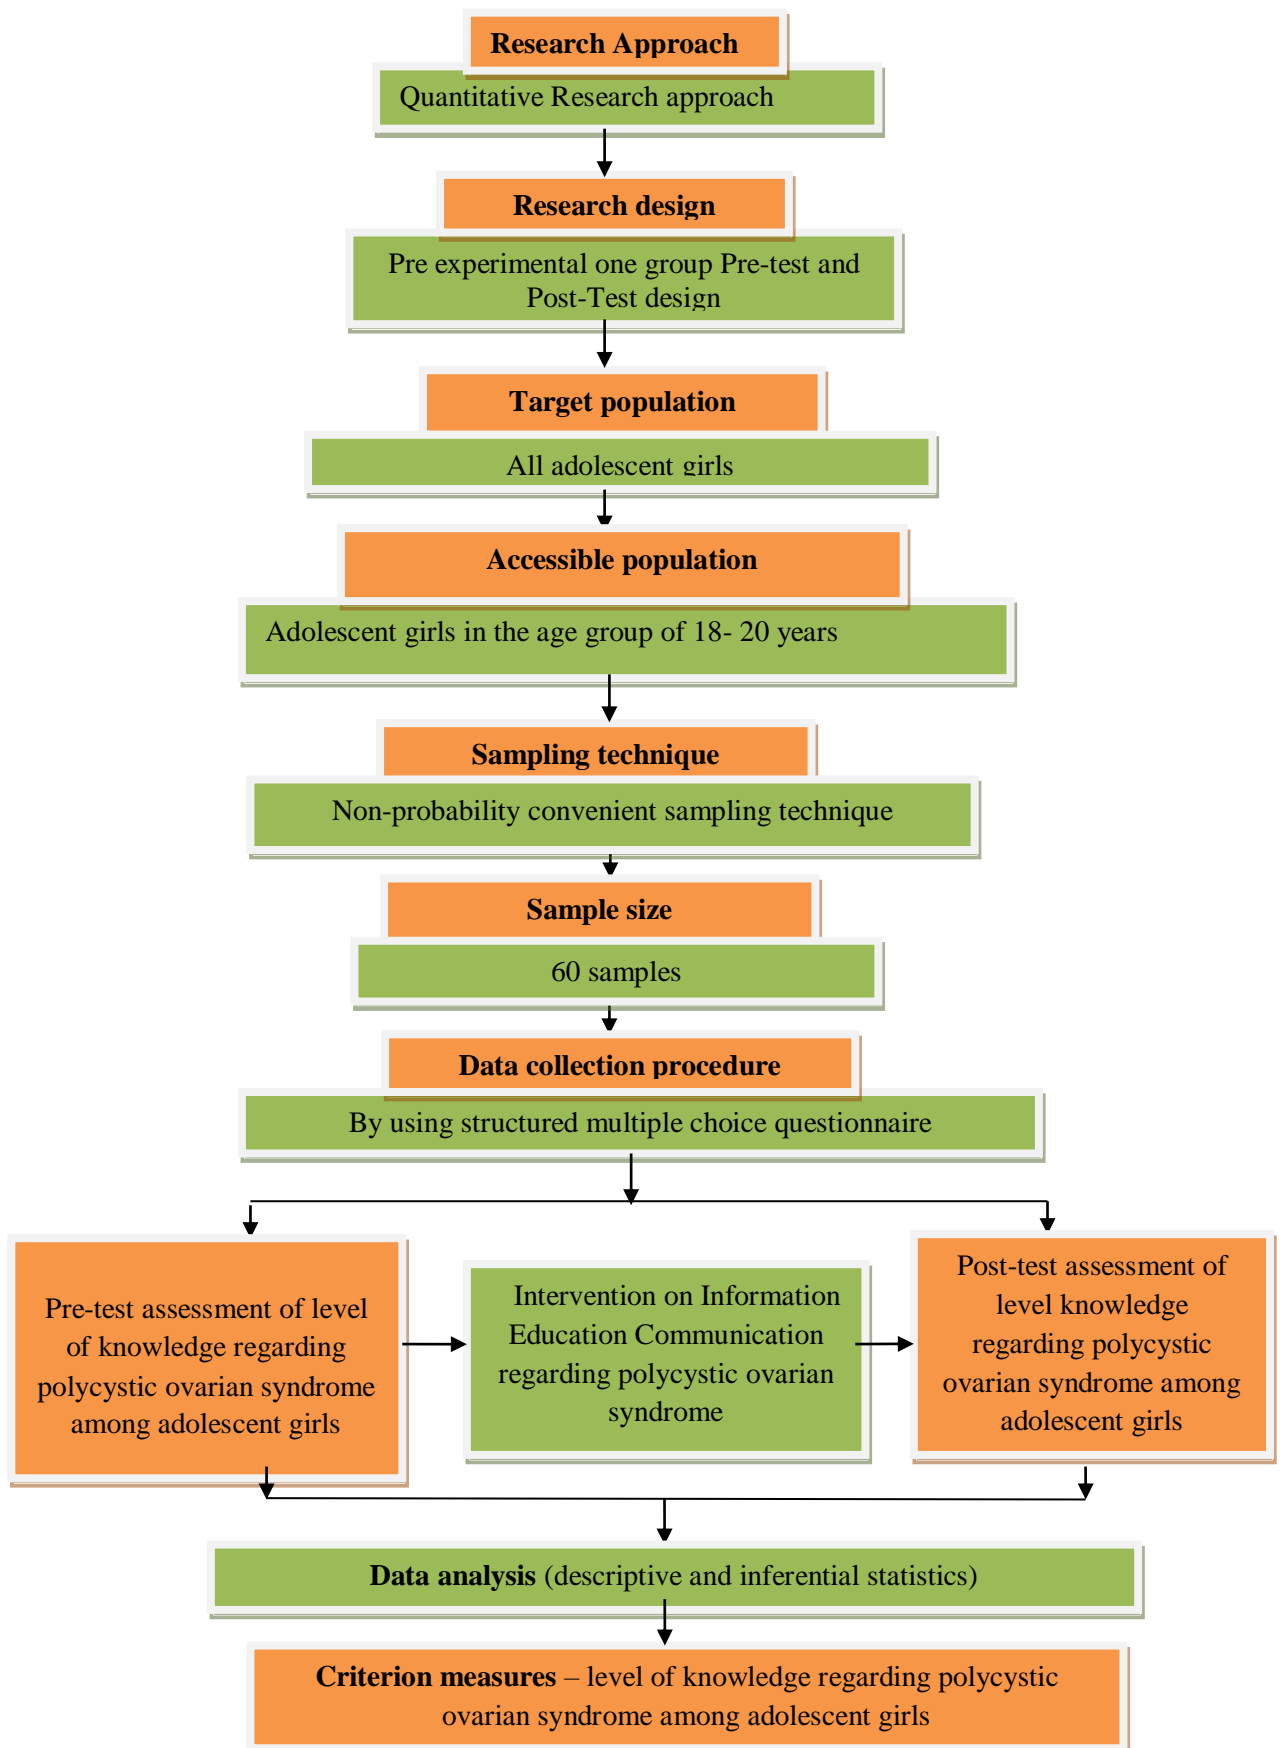 Research Approach
Quantitative Research approach
Research design
Pre experimental one group Pre-test and
Post-Test design
Target population
All adolescent girls
Accessible population
Adolescent girls in the age group of 18- 20 years
Sampling technique
Non-probability convenient sampling technique
Sample size
60 samples
Data collection procedure
By using structured multiple choice questionnaire
Pre-test assessment of level
of knowledge regarding
polycystic ovarian syndrome
among adolescent girls
Intervention on Information
Education Communication
regarding polycystic ovarian
syndrome
Post-test assessment of
level knowledge
regarding polycystic
ovarian syndrome among
adolescent girls
Data analysis (descriptive and inferential statistics)
Criterion measures – level of knowledge regarding polycystic
ovarian syndrome among adolescent girls